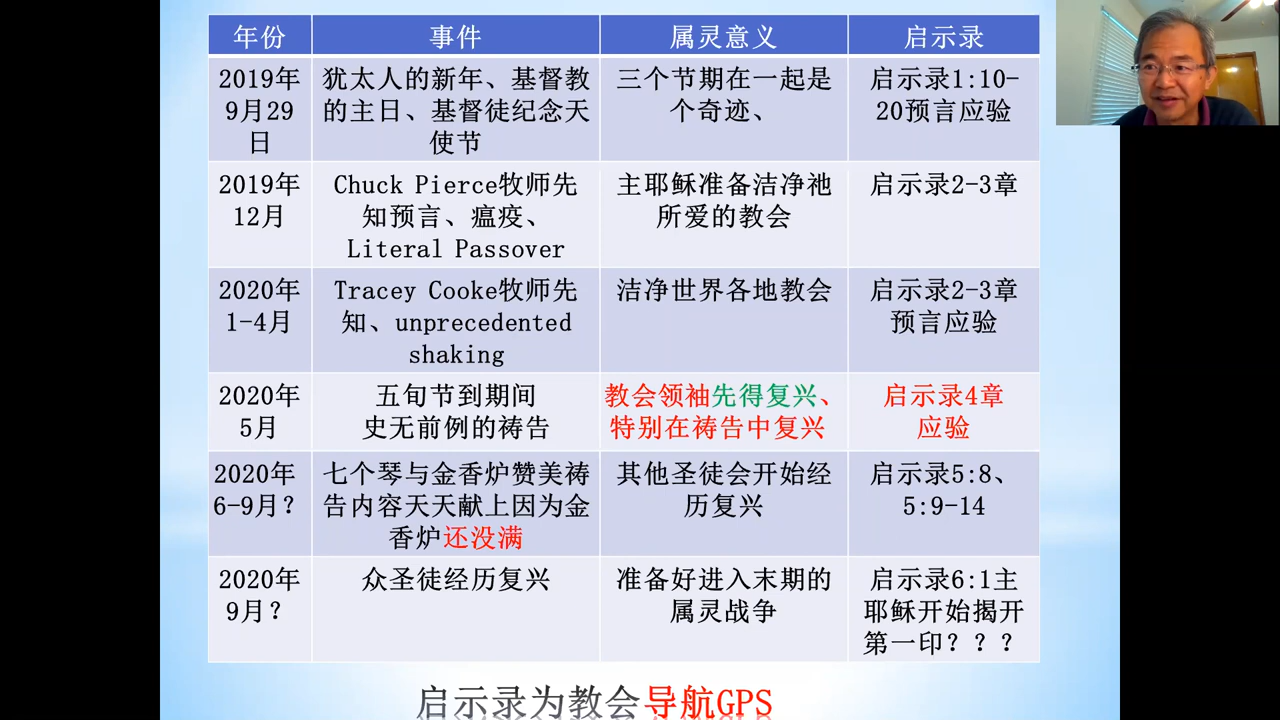 年份 事件 属灵意义 启示录
2019年
9月29
日
犹太人的新年、基督教
的主日、基督徒纪念天
使节
三个节期在一起是
个奇迹、
启示录1:10-
20预言应验
2019年
12月
Chuck Pierce牧师先
知预言、瘟疫、
Literal Passover
主耶稣准备洁净祂
所爱的教会
启示录2-3章
2020年
1-4月
Tracey Cooke牧师先
知、unprecedented
shaking
洁净世界各地教会
启示录2-3章
预言应验
2020年
5月
五旬节到期间
史无前例的祷告
教会领袖先得复兴、
特别在祷告中复兴
启示录4章
应验
2020年
6-9月？
七个琴与金香炉赞美祷
告内容天天献上因为金
香炉还没满
其他圣徒会开始经
历复兴
启示录5:8、
5:9-14
2020年
9月？
众圣徒经历复兴
准备好进入末期的
属灵战争
启示录6:1主
耶稣开始揭开
第一印？？？
启示录为教会导航GPS